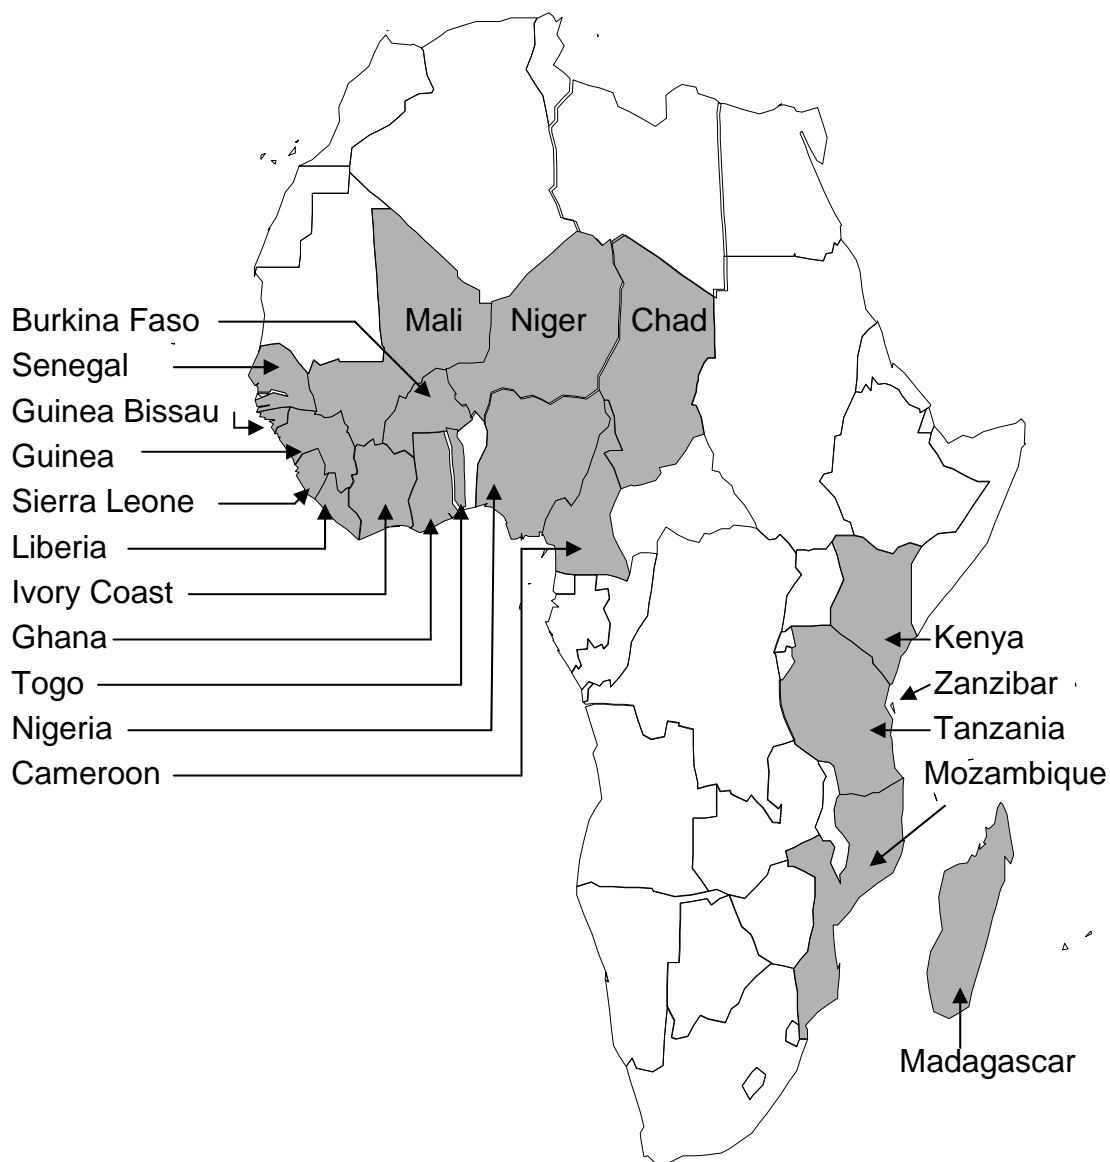 Burkina Faso
Mali
Niger
Chad
Senegal
Guinea Bissau
Guinea
Sierra Leone
Liberia
Ivory Coast
Ghana
Togo
Nigeria
Cameroon
Kenya
Zanzibar
Tanzania
Mozambique
Madagascar